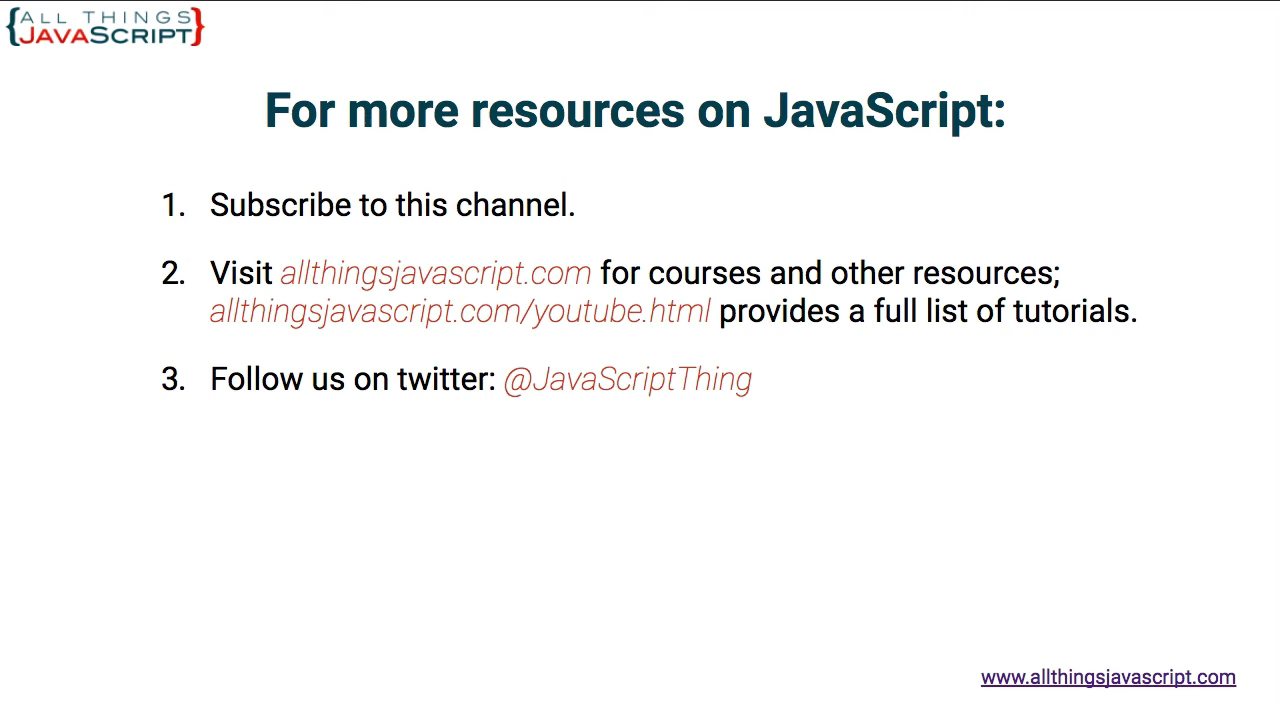 {ALL THINGS
JAVASCRIPT}
For more resources on JavaScript:
1. Subscribe to this channel.
2. Visit allthingsjavascript.com for courses and other resources;
allthingsjavascript.com/youtube.html provides a full list of tutorials.
3. Follow us on twitter: @JavaScriptThing
www.allthingsjavascript.com